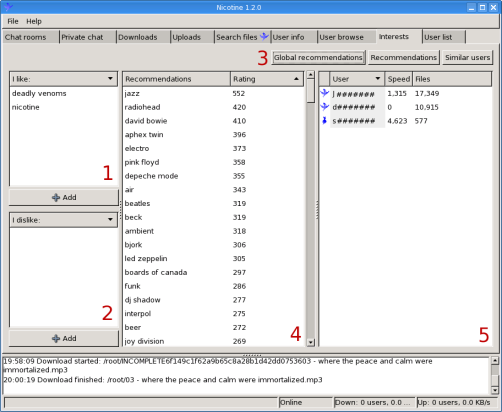 Nicotine 1.2.0
File Help
Chat rooms Private chat Downloads Uploads Search files User info User browse Interests User list
3 Global recommendations Recommendations Similar users
I like:
deadly venoms
nicotine
1
Add
I dislike:
2
Add
Recommendations Rating
jazz 552
radiohead 420
david bowie 410
aphex twin 396
electro 373
pink floyd 358
depeche mode 355
air 343
beatles 319
beck 319
ambient 318
bjork 306
led zeppelin 305
boards of canada 297
funk 286
dj shadow 277
interpol 275
beer 272
joy division 269
4
User Speed Files
J####### 1,315 17,349
d####### 0 10,915
s####### 4,623 577
5
19:58:09 Download started: /root/INCOMPLETE6f149c1f62a9b65c8a28b1d42dd0753603 - where the peace and calm were
immortalized.mp3
20:00:19 Download finished: /root/03 - where the peace and calm were immortalized.mp3
Online Down: 0 users, 0.0 ... Up: 0 users, 0.0 KB/s